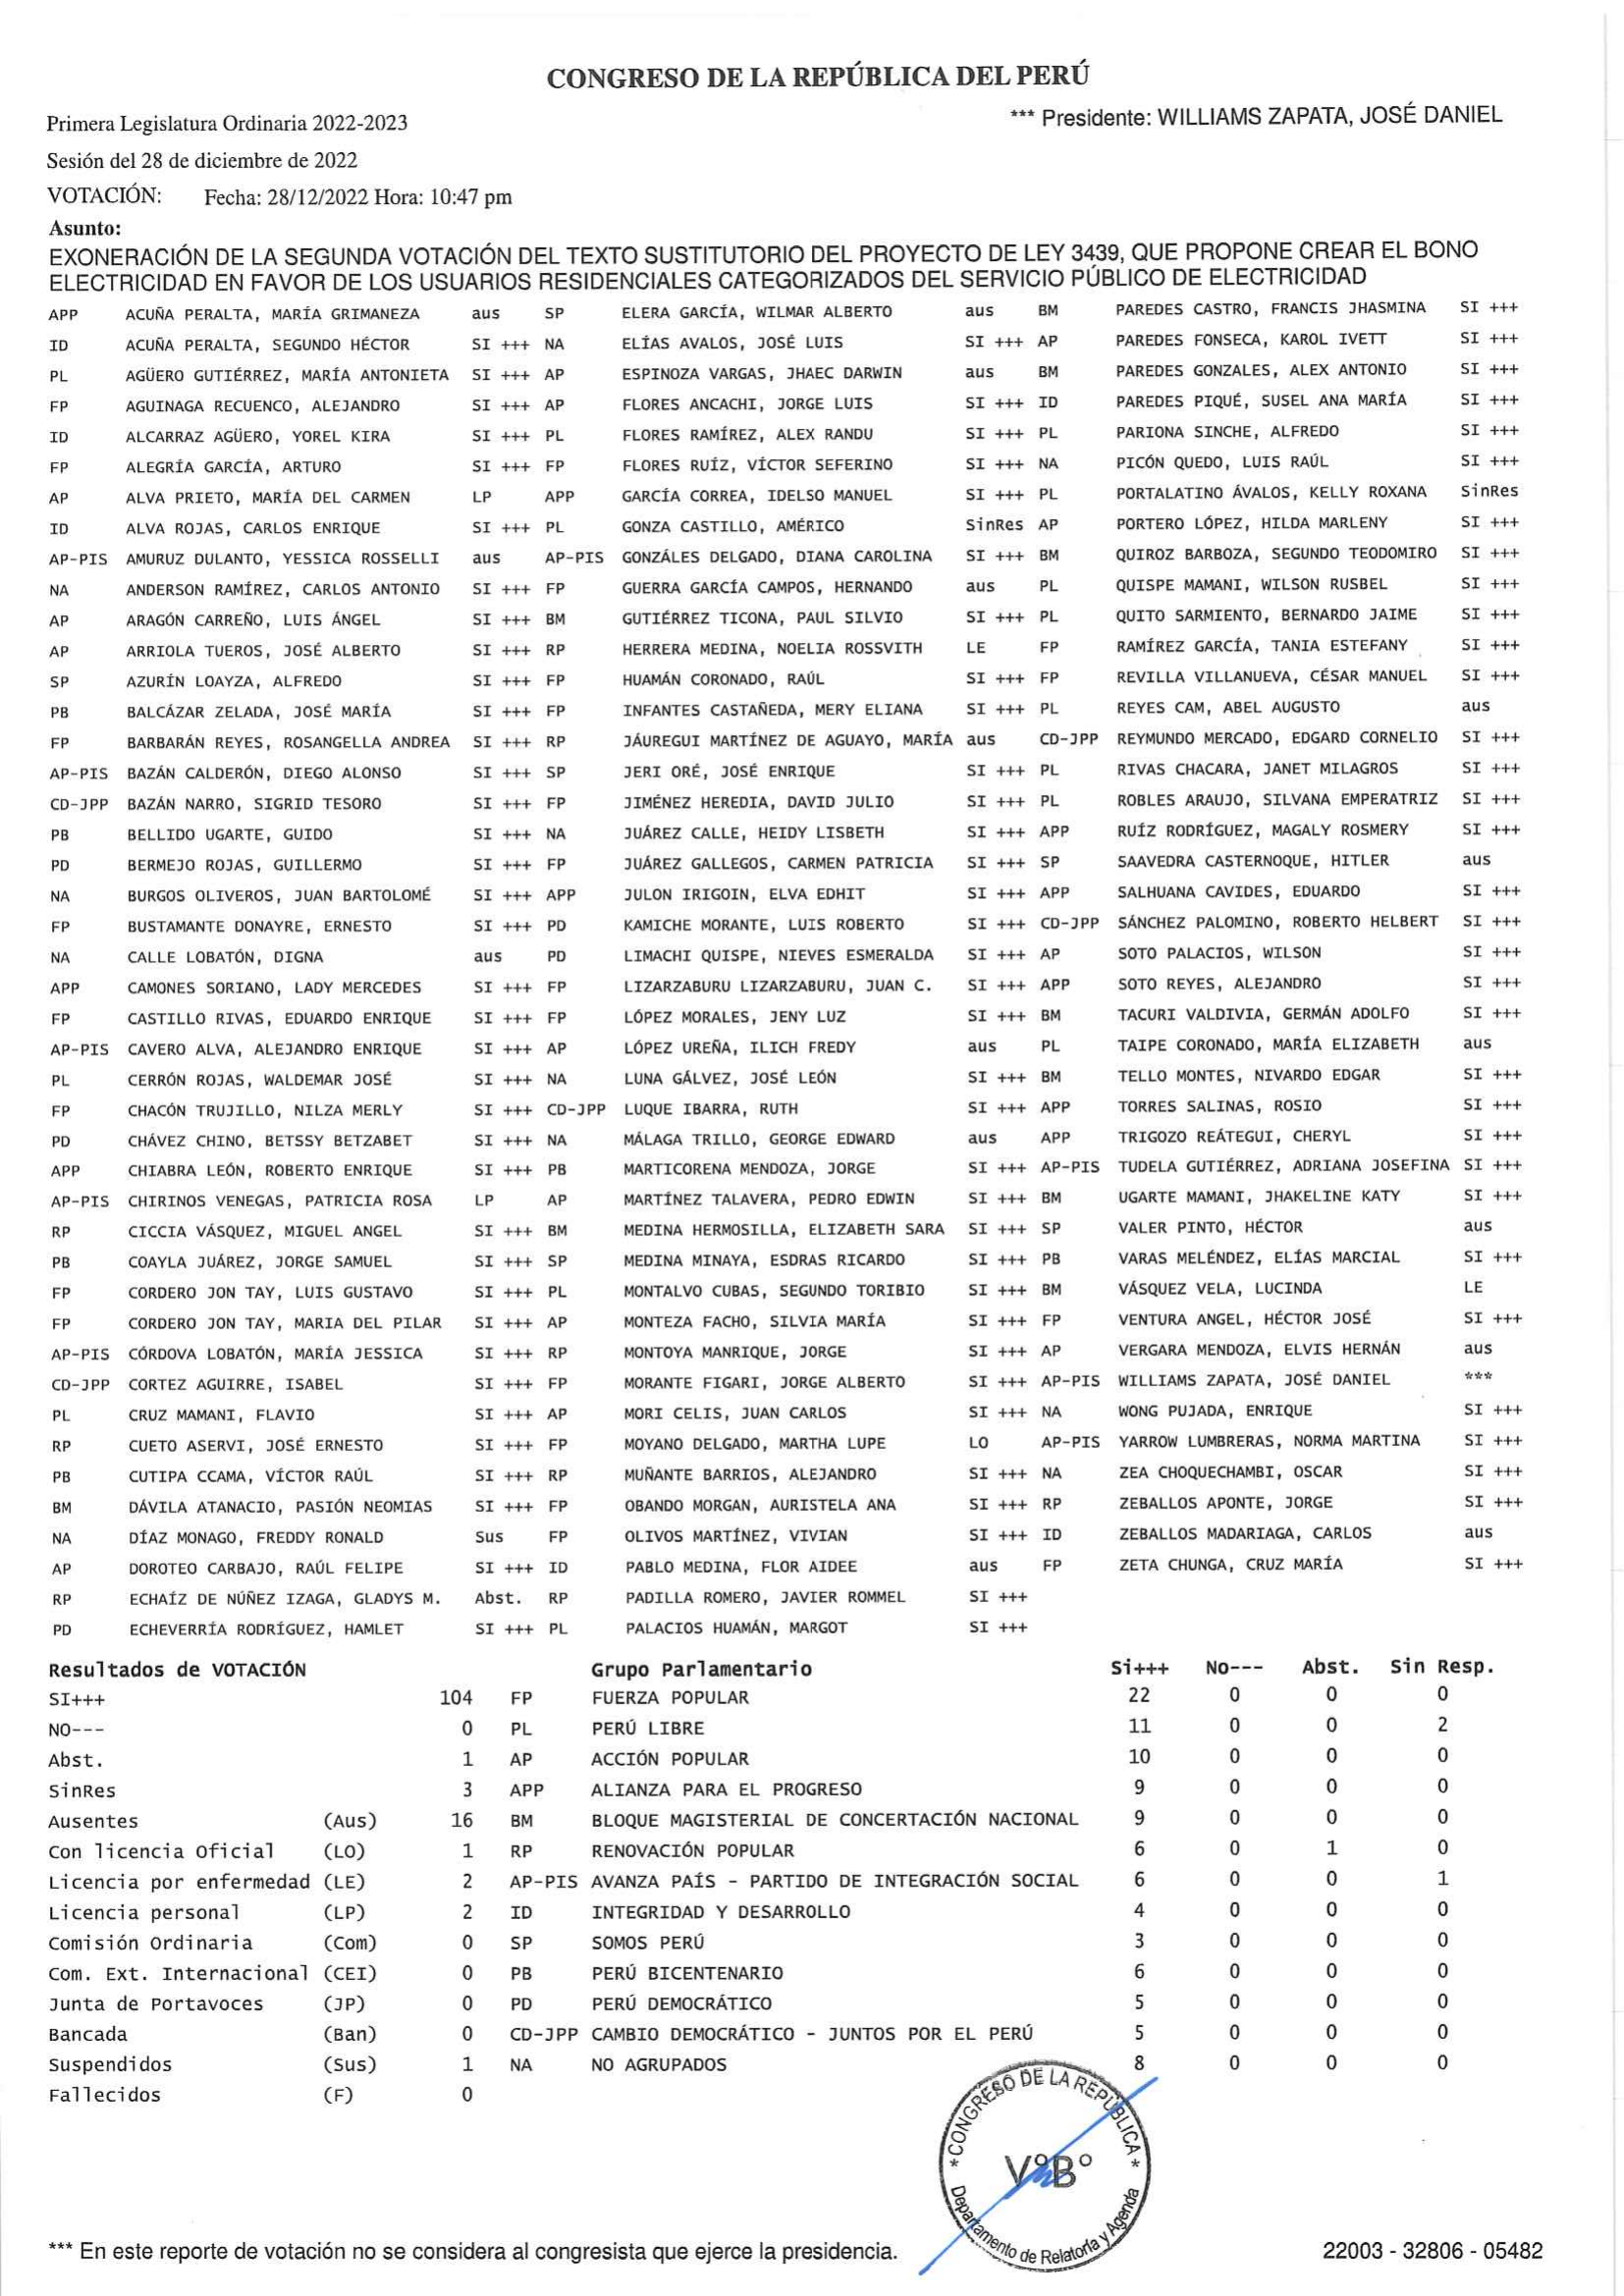 CONGRESO DE LA REPÚBLICA DEL PERÚ
Primera Legislatura Ordinaria 2022-2023
*** Presidente: WILLIAMS ZAPATA, JOSÉ DANIEL
Sesión del 28 de diciembre de 2022
VOTACIÓN: Fecha: 28/12/2022 Hora: 10:47 pm
Asunto:
EXONERACIÓN DE LA SEGUNDA VOTACIÓN DEL TEXTO SUSTITUTORIO DEL PROYECTO DE LEY 3439, QUE PROPONE CREAR EL BONO
ELECTRICIDAD EN FAVOR DE LOS USUARIOS RESIDENCIALES CATEGORIZADOS DEL SERVICIO PÚBLICO DE ELECTRICIDAD
APP ACUÑA PERALTA, MARÍA GRIMANEZA aus SP ELERA GARCÍA, WILMAR ALBERTO aus BM PAREDES CASTRO, FRANCIS JHASMINA SI +++
ID ACUÑA PERALTA, SEGUNDO HÉCTOR SI +++ NA ELÍAS AVALOS, JOSÉ LUIS SI +++ AP PAREDES FONSECA, KAROL IVETT SI +++
PL AGÜERO GUTIÉRREZ, MARÍA ANTONIETA SI +++ AP ESPINOZA VARGAS, JHAEC DARWIN aus BM PAREDES GONZALES, ALEX ANTONIO SI +++
FP AGUINAGA RECUENCO, ALEJANDRO SI +++ AP FLORES ANCACHI, JORGE LUIS SI +++ ID PAREDES PIQUÉ, SUSEL ANA MARÍA SI +++
ID ALCARRAZ AGÜERO, YOREL KIRA SI +++ PL FLORES RAMÍREZ, ALEX RANDU SI +++ PL PARIONA SINCHE, ALFREDO SI +++
FP ALEGRÍA GARCÍA, ARTURO SI +++ FP FLORES RUÍZ, VÍCTOR SEFERINO SI +++ NA PICÓN QUEDO, LUIS RAÚL SI +++
AP ALVA PRIETO, MARÍA DEL CARMEN LP APP GARCÍA CORREA, IDELSO MANUEL SI +++ PL PORTALATINO ÁVALOS, KELLY ROXANA SinRes
ID ALVA ROJAS, CARLOS ENRIQUE SI +++ PL GONZA CASTILLO, AMÉRICO SinRes AP PORTERO LÓPEZ, HILDA MARLENY SI +++
AP-PIS AMURUZ DULANTO, YESSICA ROSSELLI aus AP-PIS GONZÁLES DELGADO, DIANA CAROLINA SI +++ BM QUIROZ BARBOZA, SEGUNDO TEODOMIRO SI +++
NA ANDERSON RAMÍREZ, CARLOS ANTONIO SI +++ FP GUERRA GARCÍA CAMPOS, HERNANDO aus PL QUISPE MAMANI, WILSON RUSBEL SI +++
AP ARAGÓN CARREÑO, LUIS ÁNGEL SI +++ BM GUTIÉRREZ TICONA, PAUL SILVIO SI +++ PL QUITO SARMIENTO, BERNARDO JAIME SI +++
AP ARRIOLA TUEROS, JOSÉ ALBERTO SI +++ RP HERRERA MEDINA, NOELIA ROSSVITH LE FP RAMÍREZ GARCÍA, TANIA ESTEFANY SI +++
SP AZURÍN LOAYZA, ALFREDO SI +++ FP HUAMÁN CORONADO, RAÚL SI +++ FP REVILLA VILLANUEVA, CÉSAR MANUEL SI +++
PB BALCÁZAR ZELADA, JOSÉ MARÍA SI +++ FP INFANTES CASTAÑEDA, MERY ELIANA SI +++ PL REYES CAM, ABEL AUGUSTO aus
FP BARBARÁN REYES, ROSANGELLA ANDREA SI +++ RP JÁUREGUI MARTÍNEZ DE AGUAYO, MARÍA aus CD-JPP REYMUNDO MERCADO, EDGARD CORNELIO SI +++
AP-PIS BAZÁN CALDERÓN, DIEGO ALONSO SI +++ SP JERI ORÉ, JOSÉ ENRIQUE SI +++ PL RIVAS CHACARA, JANET MILAGROS SI +++
CD-JPP BAZÁN NARRO, SIGRID TESORO SI +++ FP JIMÉNEZ HEREDIA, DAVID JULIO SI +++ PL ROBLES ARAUJO, SILVANA EMPERATRIZ SI +++
PB BELLIDO UGARTE, GUIDO SI +++ NA JUÁREZ CALLE, HEIDY LISBETH SI +++ APP RUÍZ RODRÍGUEZ, MAGALY ROSMERY SI +++
PD BERMEJO ROJAS, GUILLERMO SI +++ FP JUÁREZ GALLEGOS, CARMEN PATRICIA SI +++ SP SAAVEDRA CASTERNOQUE, HITLER aus
NA BURGOS OLIVEROS, JUAN BARTOLOMÉ SI +++ APP JULON IRIGOIN, ELVA EDHIT SI +++ APP SALHUANA CAVIDES, EDUARDO SI +++
FP BUSTAMANTE DONAYRE, ERNESTO SI +++ PD KAMICHE MORANTE, LUIS ROBERTO SI +++ CD-JPP SÁNCHEZ PALOMINO, ROBERTO HELBERT SI +++
NA CALLE LOBATÓN, DIGNA aus PD LIMACHI QUISPE, NIEVES ESMERALDA SI +++ AP SOTO PALACIOS, WILSON SI +++
APP CAMONES SORIANO, LADY MERCEDES SI +++ FP LIZARZABURU LIZARZABURU, JUAN C. SI +++ APP SOTO REYES, ALEJANDRO SI +++
FP CASTILLO RIVAS, EDUARDO ENRIQUE SI +++ FP LÓPEZ MORALES, JENY LUZ SI +++ BM TACURI VALDIVIA, GERMÁN ADOLFO SI +++
AP-PIS CAVERO ALVA, ALEJANDRO ENRIQUE SI +++ AP LÓPEZ UREÑA, ILICH FREDY aus PL TAIPE CORONADO, MARÍA ELIZABETH aus
PL CERRÓN ROJAS, WALDEMAR JOSÉ SI +++ NA LUNA GÁLVEZ, JOSÉ LEÓN SI +++ BM TELLO MONTES, NIVARDO EDGAR SI +++
FP CHACÓN TRUJILLO, NILZA MERLY SI +++ CD-JPP LUQUE IBARRA, RUTH SI +++ APP TORRES SALINAS, ROSIO SI +++
PD CHÁVEZ CHINO, BETSSY BETZABET SI +++ NA MÁLAGA TRILLO, GEORGE EDWARD aus APP TRIGOZO REÁTEGUI, CHERYL SI +++
APP CHIABRA LEÓN, ROBERTO ENRIQUE SI +++ PB MARTICORENA MENDOZA, JORGE SI +++ AP-PIS TUDELA GUTIÉRREZ, ADRIANA JOSEFINA SI +++
AP-PIS CHIRINOS VENEGAS, PATRICIA ROSA LP AP MARTÍNEZ TALAVERA, PEDRO EDWIN SI +++ BM UGARTE MAMANI, JHAKELINE KATY SI +++
RP CICCIA VÁSQUEZ, MIGUEL ANGEL SI +++ BM MEDINA HERMOSILLA, ELIZABETH SARA SI +++ SP VALER PINTO, HÉCTOR aus
PB COAYLA JUÁREZ, JORGE SAMUEL SI +++ SP MEDINA MINAYA, ESDRAS RICARDO SI +++ PB VARAS MELÉNDEZ, ELÍAS MARCIAL SI +++
FP CORDERO JON TAY, LUIS GUSTAVO SI +++ PL MONTALVO CUBAS, SEGUNDO TORIBIO SI +++ BM VÁSQUEZ VELA, LUCINDA LE
FP CORDERO JON TAY, MARIA DEL PILAR SI +++ AP MONTEZA FACHO, SILVIA MARÍA SI +++ FP VENTURA ANGEL, HÉCTOR JOSÉ SI +++
AP-PIS CÓRDOVA LOBATÓN, MARÍA JESSICA SI +++ RP MONTOYA MANRIQUE, JORGE SI +++ AP VERGARA MENDOZA, ELVIS HERNÁN aus
CD-JPP CORTEZ AGUIRRE, ISABEL SI +++ FP MORANTE FIGARI, JORGE ALBERTO SI +++ AP-PIS WILLIAMS ZAPATA, JOSÉ DANIEL ***
PL CRUZ MAMANI, FLAVIO SI +++ AP MORI CELIS, JUAN CARLOS SI +++ NA WONG PUJADA, ENRIQUE SI +++
RP CUETO ASERVI, JOSÉ ERNESTO SI +++ FP MOYANO DELGADO, MARTHA LUPE LO AP-PIS YARROW LUMBRERAS, NORMA MARTINA SI +++
PB CUTIPA CCAMA, VÍCTOR RAÚL SI +++ RP MUÑANTE BARRIOS, ALEJANDRO SI +++ NA ZEA CHOQUECHAMBI, OSCAR SI +++
BM DÁVILA ATANACIO, PASIÓN NEOMIAS SI +++ FP OBANDO MORGAN, AURISTELA ANA SI +++ RP ZEBALLOS APONTE, JORGE SI +++
NA DÍAZ MONAGO, FREDDY RONALD Sus FP OLIVOS MARTÍNEZ, VIVIAN SI +++ ID ZEBALLOS MADARIAGA, CARLOS aus
AP DOROTEO CARBAJO, RAÚL FELIPE SI +++ ID PABLO MEDINA, FLOR AIDEE aus FP ZETA CHUNGA, CRUZ MARÍA SI +++
RP ECHAÍZ DE NÚÑEZ IZAGA, GLADYS M. Abst. RP PADILLA ROMERO, JAVIER ROMMEL SI +++
PD ECHEVERRÍA RODRÍGUEZ, HAMLET SI +++ PL PALACIOS HUAMÁN, MARGOT SI +++
Resultados de VOTACIÓN Grupo Parlamentario Si+++ No--- Abst. Sin Resp.
SI+++ 104 FP FUERZA POPULAR 22 0 0 0
NO--- 0 PL PERÚ LIBRE 11 0 0 2
Abst. 1 AP ACCIÓN POPULAR 10 0 0 0
SinRes 3 APP ALIANZA PARA EL PROGRESO 9 0 0 0
Ausentes (Aus) 16 BM BLOQUE MAGISTERIAL DE CONCERTACIÓN NACIONAL 9 0 0 0
Con licencia Oficial (LO) 1 RP RENOVACIÓN POPULAR 6 0 1 0
Licencia por enfermedad (LE) 2 AP-PIS AVANZA PAÍS - PARTIDO DE INTEGRACIÓN SOCIAL 6 0 0 1
Licencia personal (LP) 2 ID INTEGRIDAD Y DESARROLLO 4 0 0 0
Comisión Ordinaria (Com) 0 SP SOMOS PERÚ 3 0 0 0
Com. Ext. Internacional (CEI) 0 PB PERÚ BICENTENARIO 6 0 0 0
Junta de Portavoces (JP) 0 PD PERÚ DEMOCRÁTICO 5 0 0 0
Bancada (Ban) 0 CD-JPP CAMBIO DEMOCRÁTICO - JUNTOS POR EL PERÚ 5 0 0 0
Suspendidos (Sus) 1 NA NO AGRUPADOS 8 0 0 0
Fallecidos (F) 0
* CONGRESO DE LA REPÚBLICA *
V°B°
Departamento de Relatoría y Agenda
*** En este reporte de votación no se considera al congresista que ejerce la presidencia.
22003 - 32806 - 05482